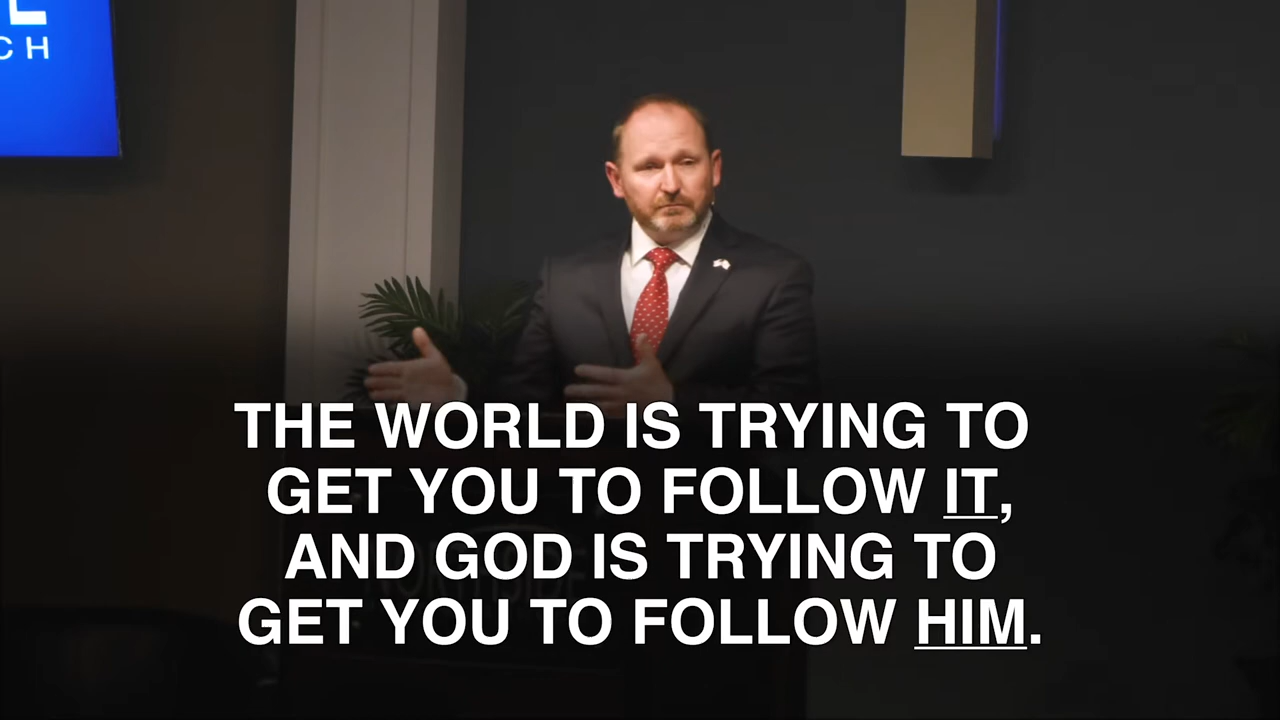 CH
THE WORLD IS TRYING TO
GET YOU TO FOLLOW IT,
AND GOD IS TRYING TO
GET YOU TO FOLLOW HIM.